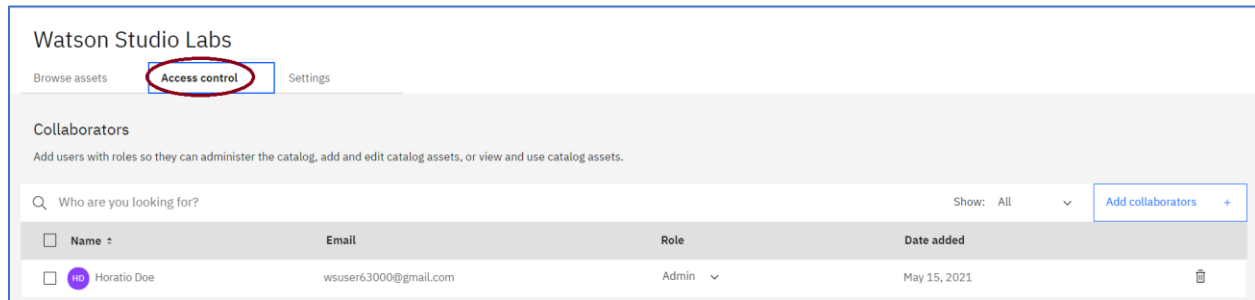 Watson Studio Labs
Browse assets Access control Settings
Collaborators
Add users with roles so they can administer the catalog, add and edit catalog assets, or view and use catalog assets.
Who are you looking for? Show: All Add collaborators +
Name Email Role Date added
HD Horatio Doe wsuser63000@gmail.com Admin May 15, 2021